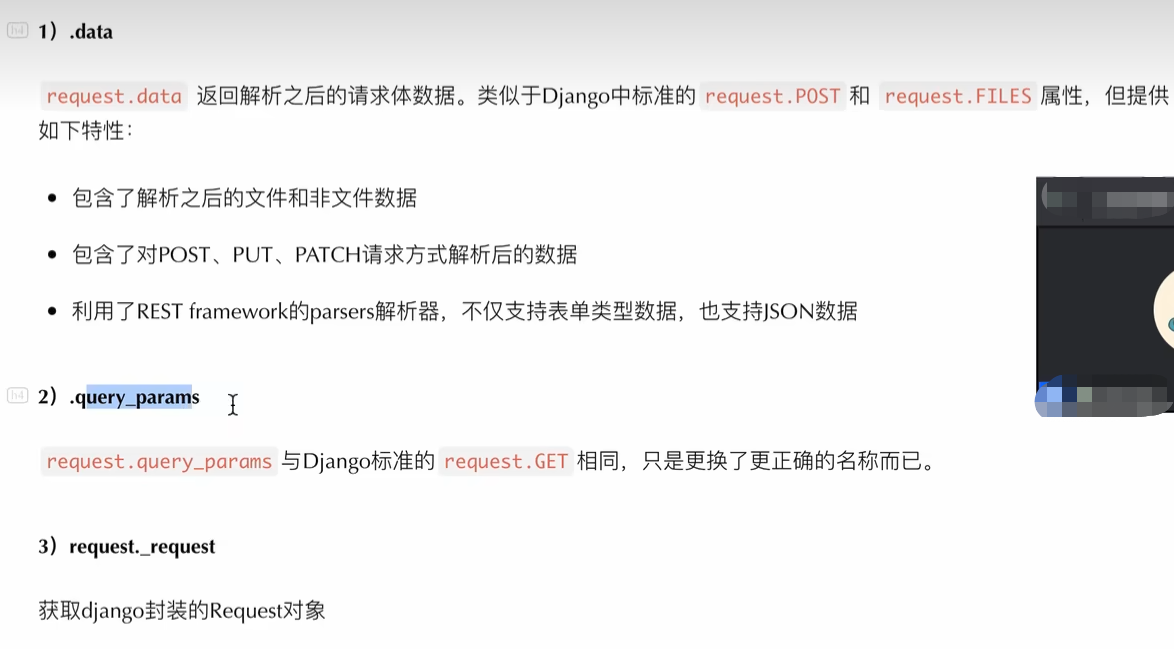 h4
1）.data
request.data 返回解析之后的请求体数据。类似于Django中标准的 request.POST 和 request.FILES 属性，但提供
如下特性：
包含了解析之后的文件和非文件数据
包含了对POST、PUT、PATCH请求方式解析后的数据
利用了REST framework的parsers解析器，不仅支持表单类型数据，也支持JSON数据
h4
2）.query_params
request.query_params 与Django标准的 request.GET 相同，只是更换了更正确的名称而已。
3）request._request
获取django封装的Request对象